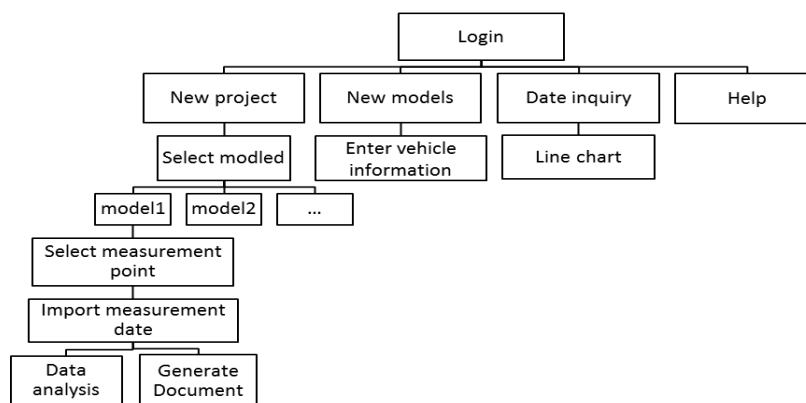 Login
New project
New models
Date inquiry
Help
Select modled
Enter vehicle
information
Line chart
model1
model2
...
Select measurement
point
Import measurement
date
Data
analysis
Generate
Document